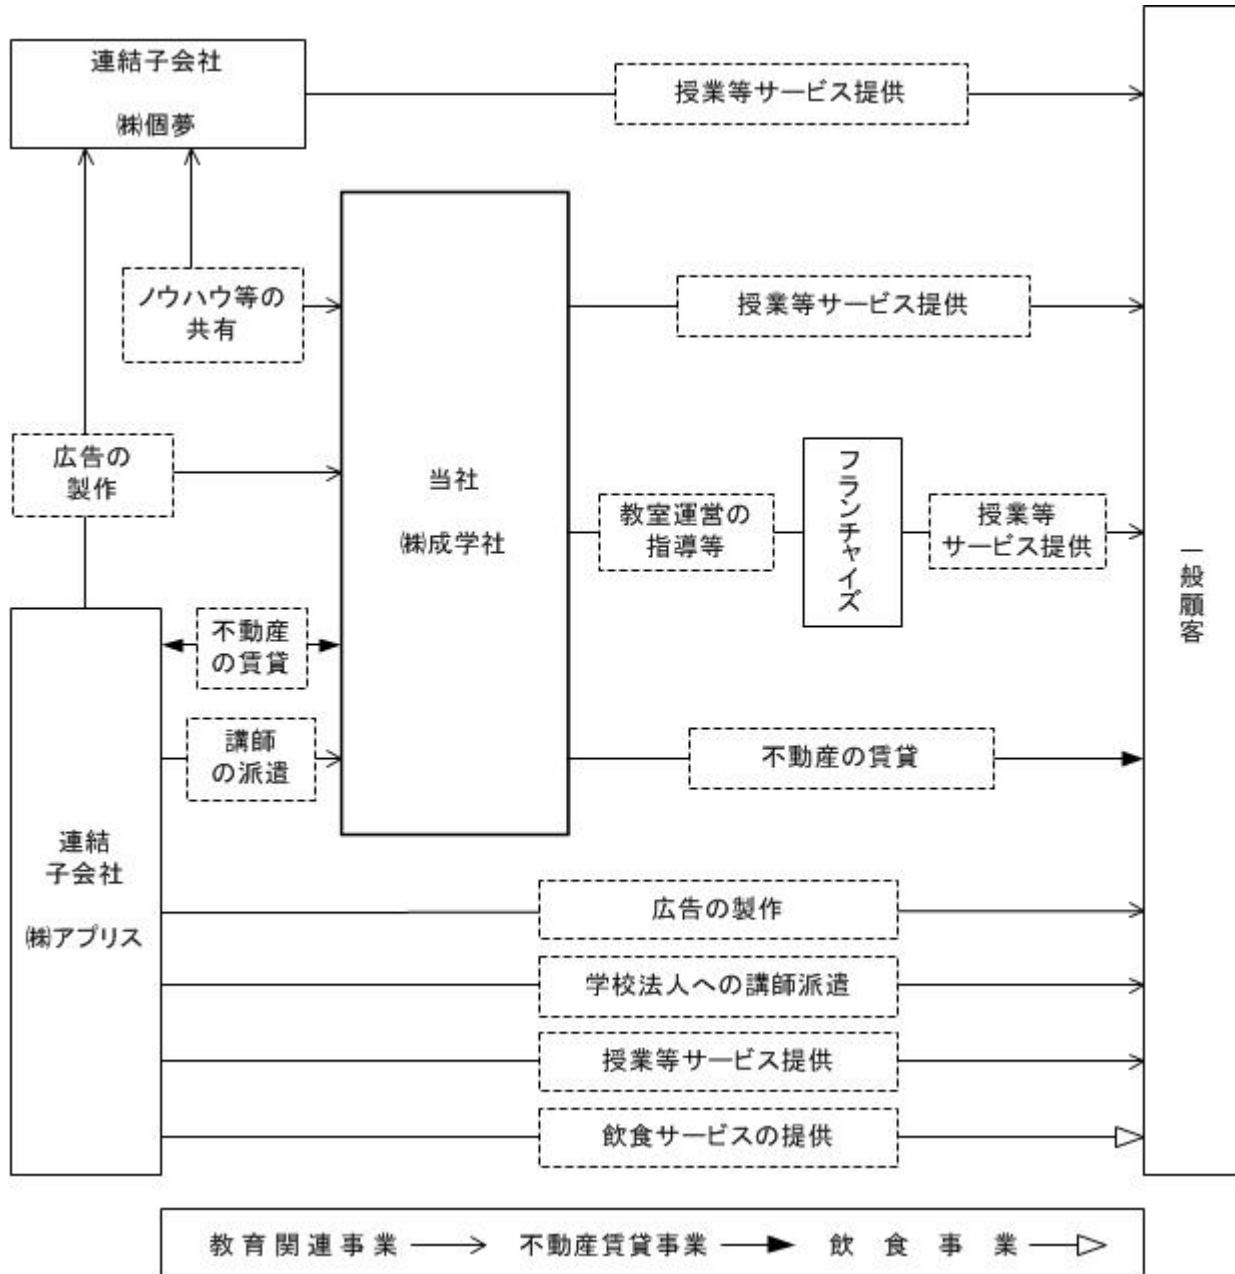 連結子会社
㈱個夢
授業等サービス提供
ノウハウ等の
共有
授業等サービス提供
広告の
製作
当社
㈱成学社
教室運営の
指導等
フランチャイズ
授業等
サービス提供
一般顧客
不動産
の賃貸
講師
の派遣
不動産の賃貸
連結
子会社
㈱アプリス
広告の製作
学校法人への講師派遣
授業等サービス提供
飲食サービスの提供
教育関連事業 不動産賃貸事業 飲食事業